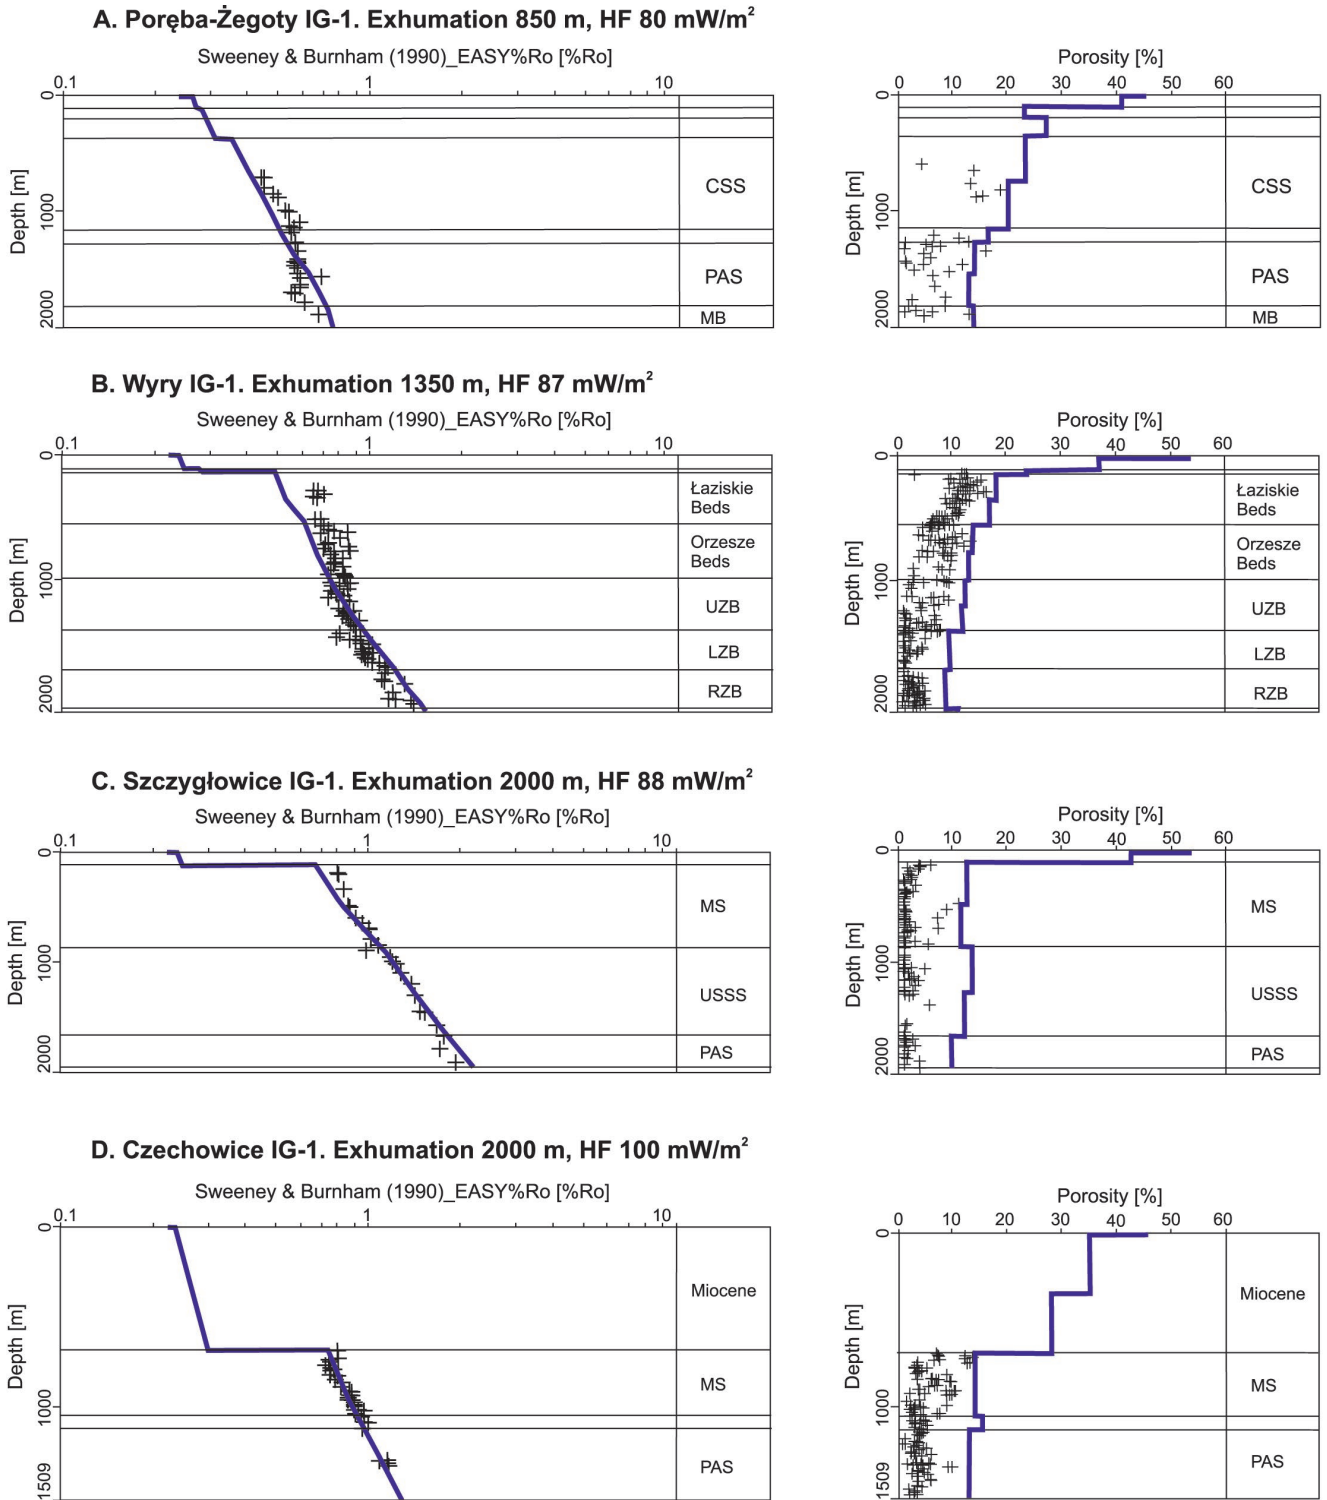 A. Poręba-Żegoty IG-1. Exhumation 850 m, HF 80 mW/m²
Sweeney & Burnham (1990)_EASY%Ro [%Ro]
Porosity [%]
0.1 1 10
0 10 20 30 40 50 60
0
1000
2000
Depth [m]
CSS
PAS
MB
0
1000
2000
Depth [m]
CSS
PAS
MB
B. Wyry IG-1. Exhumation 1350 m, HF 87 mW/m²
Sweeney & Burnham (1990)_EASY%Ro [%Ro]
Porosity [%]
0.1 1 10
0 10 20 30 40 50 60
0
1000
2000
Depth [m]
Łaziskie
Beds
Orzesze
Beds
UZB
LZB
RZB
0
1000
2000
Depth [m]
Łaziskie
Beds
Orzesze
Beds
UZB
LZB
RZB
C. Szczygłowice IG-1. Exhumation 2000 m, HF 88 mW/m²
Sweeney & Burnham (1990)_EASY%Ro [%Ro]
Porosity [%]
0.1 1 10
0 10 20 30 40 50 60
0
1000
2000
Depth [m]
MS
USSS
PAS
0
1000
2000
Depth [m]
MS
USSS
PAS
D. Czechowice IG-1. Exhumation 2000 m, HF 100 mW/m²
Sweeney & Burnham (1990)_EASY%Ro [%Ro]
Porosity [%]
0.1 1 10
0 10 20 30 40 50 60
0
1000
1509
Depth [m]
Miocene
MS
PAS
0
1000
1509
Depth [m]
Miocene
MS
PAS